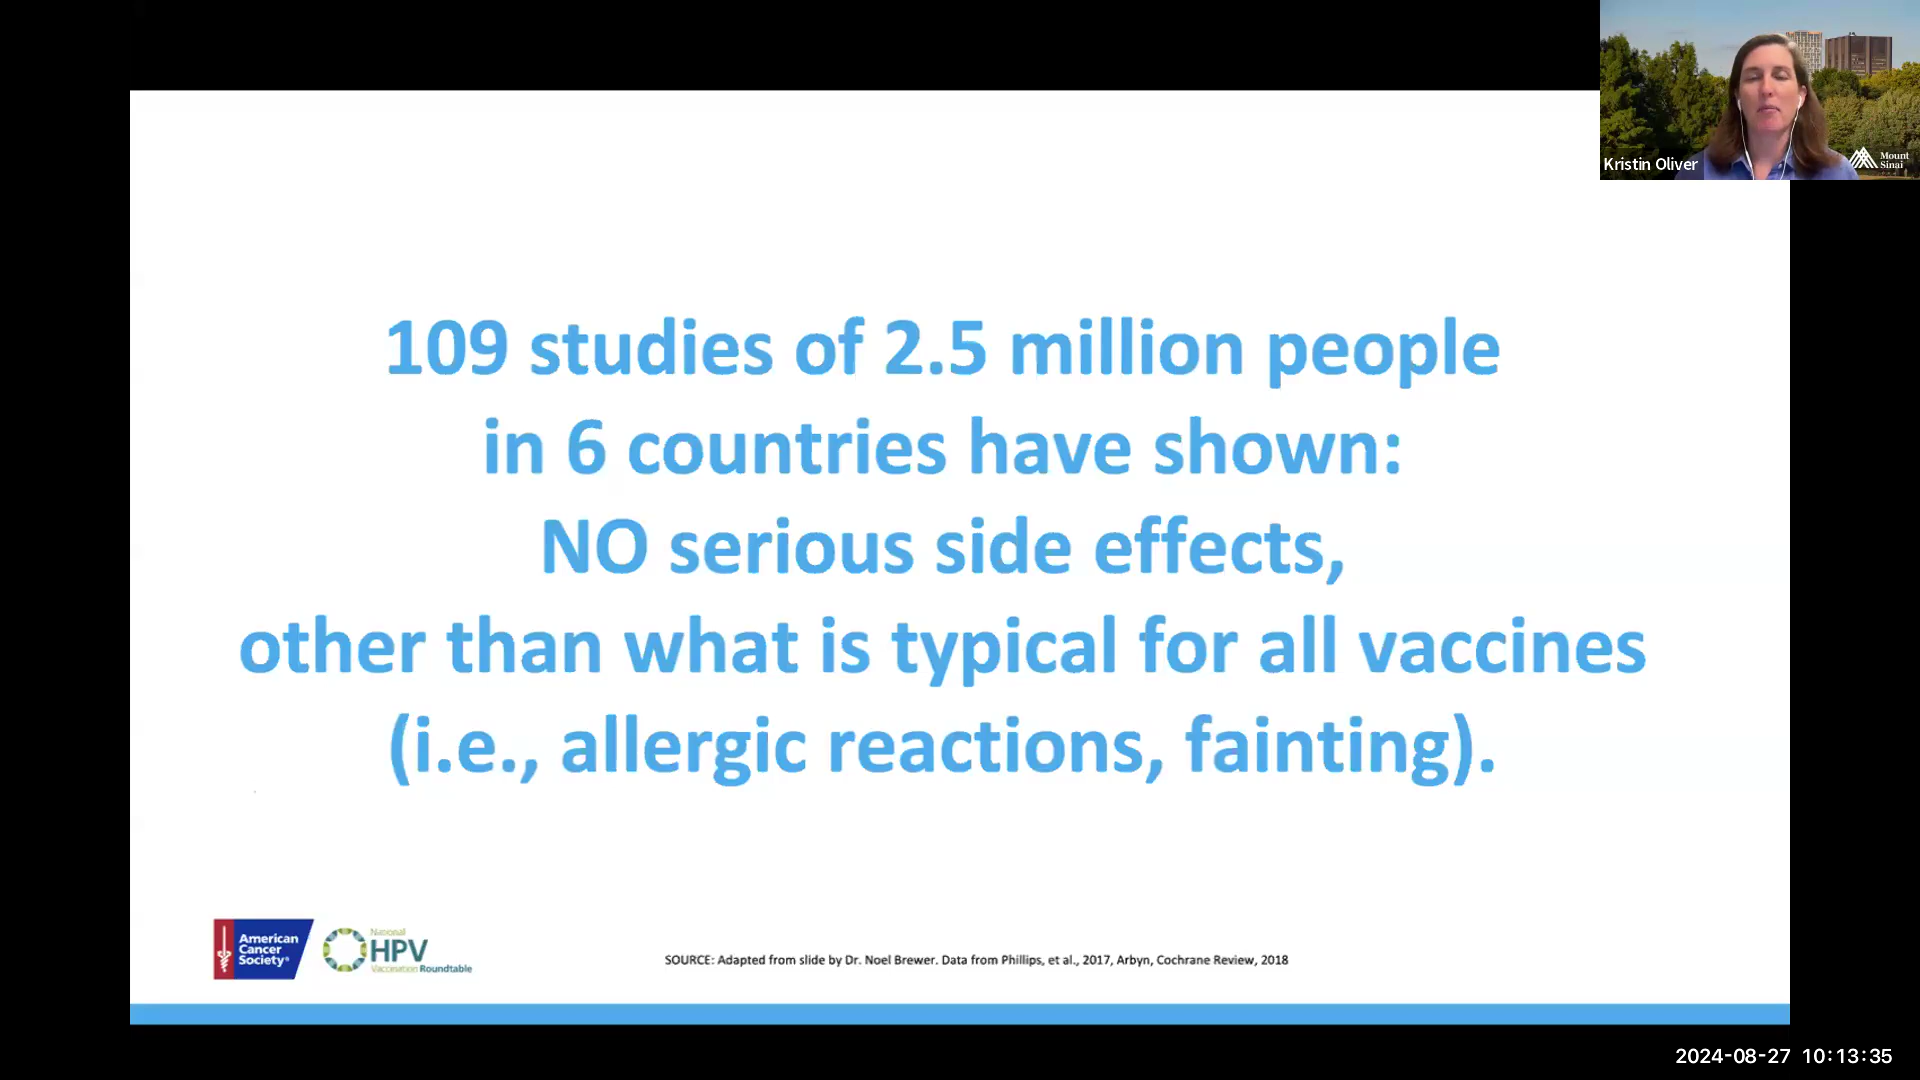 Kristin Oliver
Mount
Sinai
109 studies of 2.5 million people
in 6 countries have shown:
NO serious side effects,
other than what is typical for all vaccines
(i.e., allergic reactions, fainting).
American
Cancer
Society®
National
HPV
Vaccination Roundtable
SOURCE: Adapted from slide by Dr. Noel Brewer. Data from Phillips, et al., 2017, Arbyn, Cochrane Review, 2018
2024-08-27 10:13:35